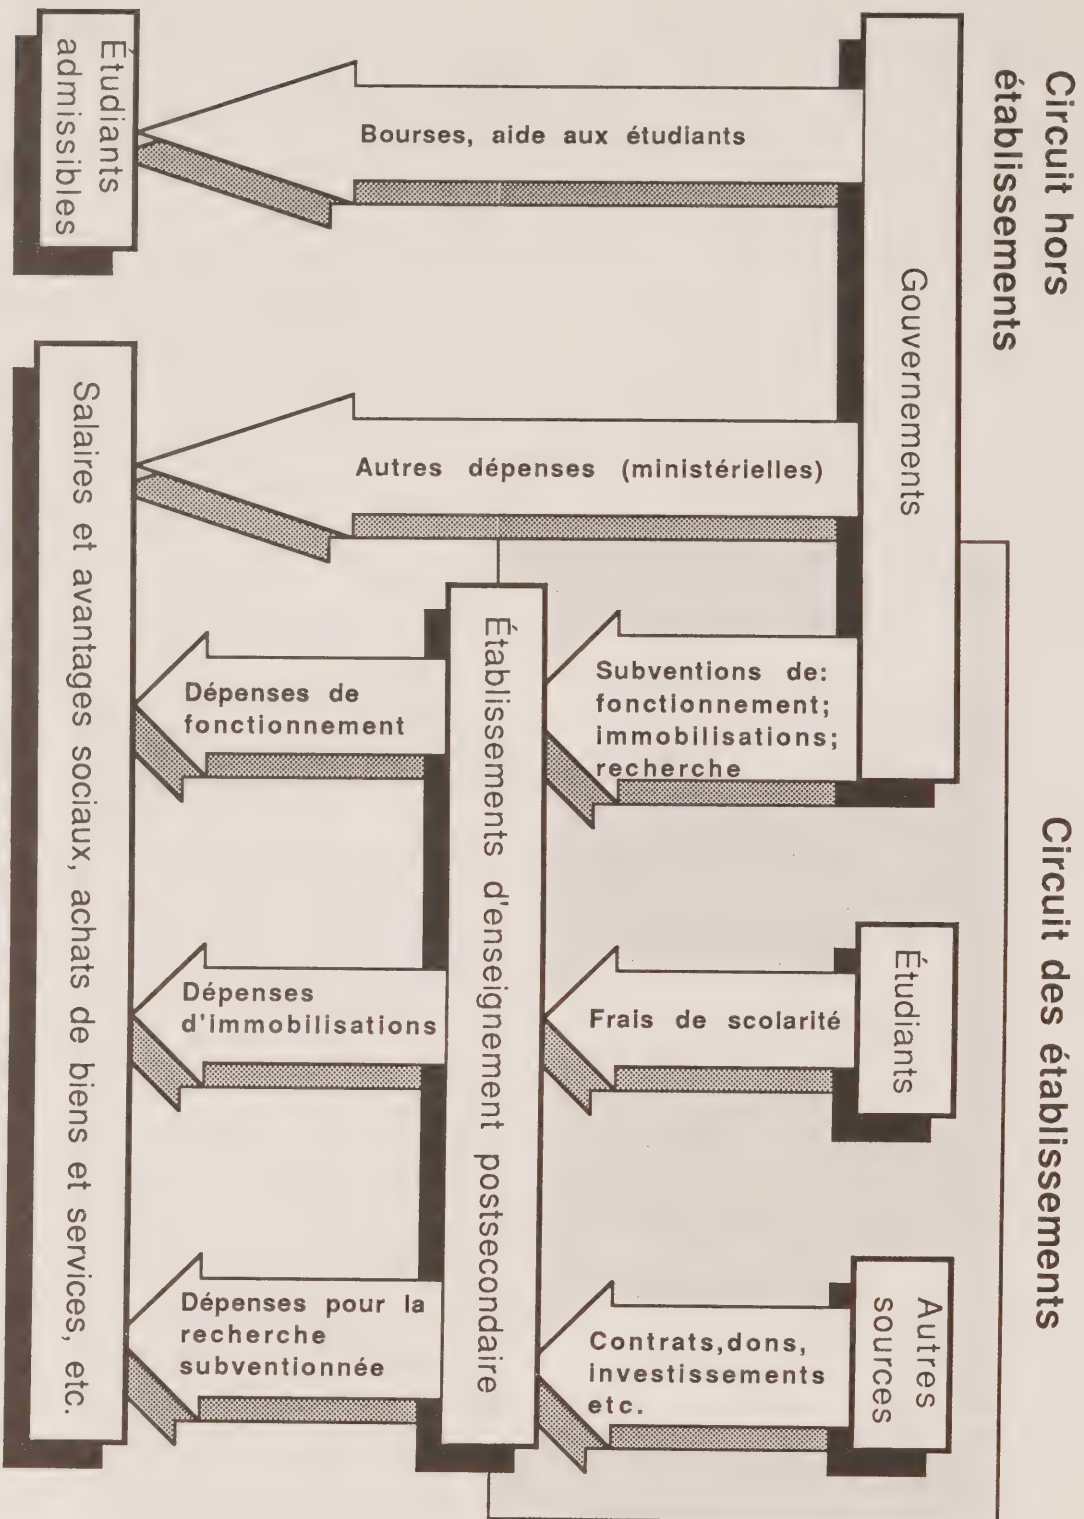 Circuit hors
établissements
Circuit des établissements
Gouvernements
Étudiants
Autres
sources
Bourses, aide aux étudiants
Autres dépenses (ministérielles)
Subventions de:
fonctionnement;
immobilisations;
recherche
Frais de scolarité
Contrats,dons,
investissements
etc.
Établissements d'enseignement postsecondaire
Dépenses de
fonctionnement
Dépenses
d'immobilisations
Dépenses pour la
recherche
subventionnée
Étudiants
admissibles
Salaires et avantages sociaux, achats de biens et services, etc.